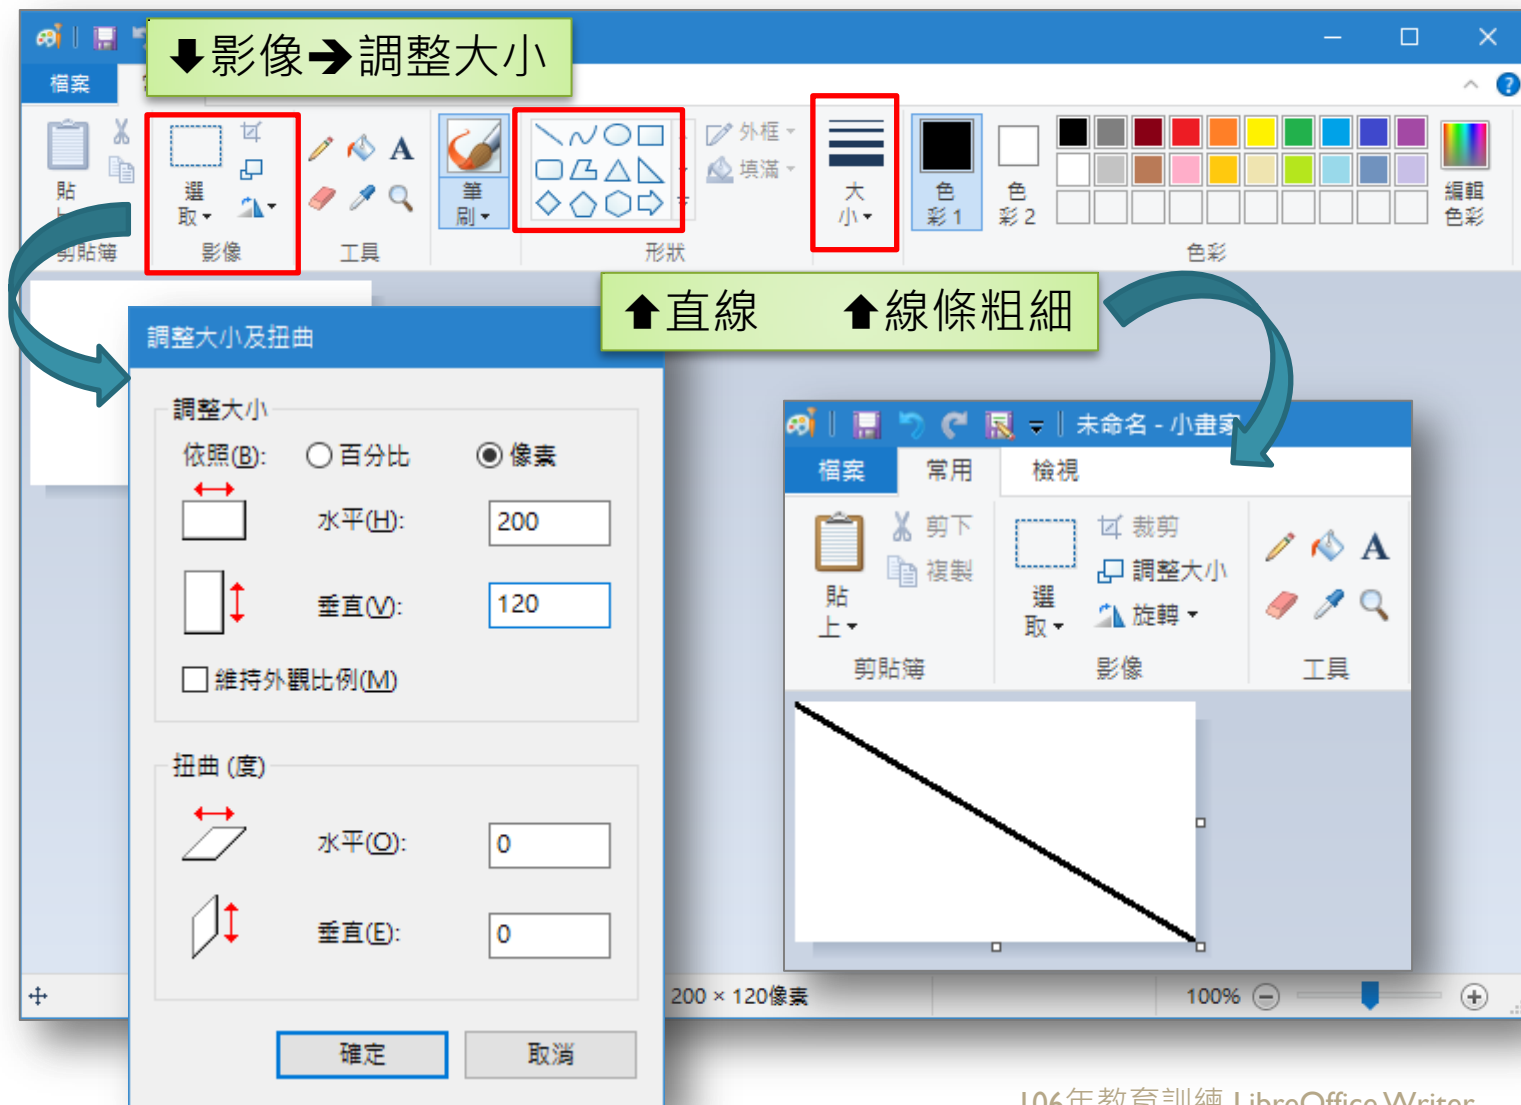 ⬇影像➔調整大小
檔案
貼
選
取
筆
刷
外框
填滿
大
小
色
彩 1
色
彩 2
編輯
色彩
剪貼簿
影像
工具
形狀
色彩
⬆直線 ⬆線條粗細
調整大小及扭曲
調整大小
依照(B): 百分比 像素
水平(H): 200
垂直(V): 120
維持外觀比例(M)
扭曲 (度)
水平(O): 0
垂直(E): 0
確定 取消
未命名 - 小畫家
檔案 常用 檢視
剪下
複製
貼
上
選
取
裁剪
調整大小
旋轉
A
剪貼簿 影像 工具
200 × 120像素 100%
106年教育訓練 LibreOffice Writer